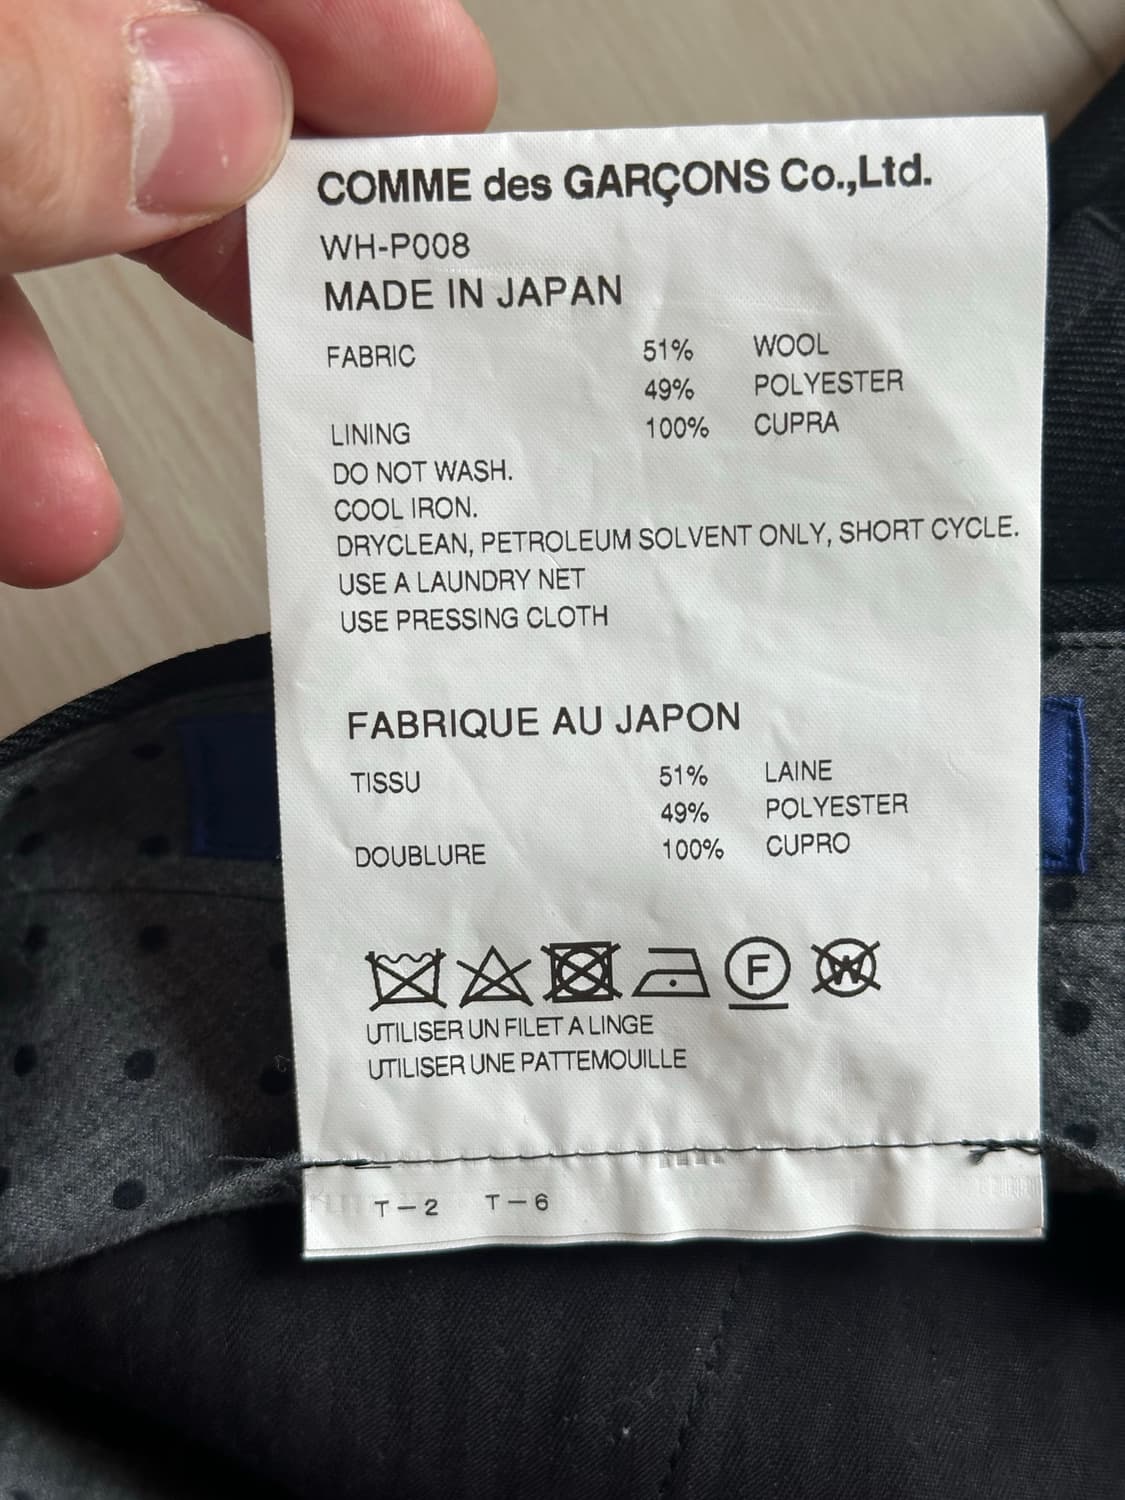 COMME des GARÇONS Co.,Ltd.
WH-P008
MADE IN JAPAN
FABRIC 51% WOOL
49% POLYESTER
LINING 100% CUPRA
DO NOT WASH.
COOL IRON.
DRYCLEAN, PETROLEUM SOLVENT ONLY, SHORT CYCLE.
USE A LAUNDRY NET
USE PRESSING CLOTH
FABRIQUE AU JAPON
TISSU 51% LAINE
49% POLYESTER
DOUBLURE 100% CUPRO
F W
UTILISER UN FILET A LINGE
UTILISER UNE PATTEMOUILLE
T-2 T-6